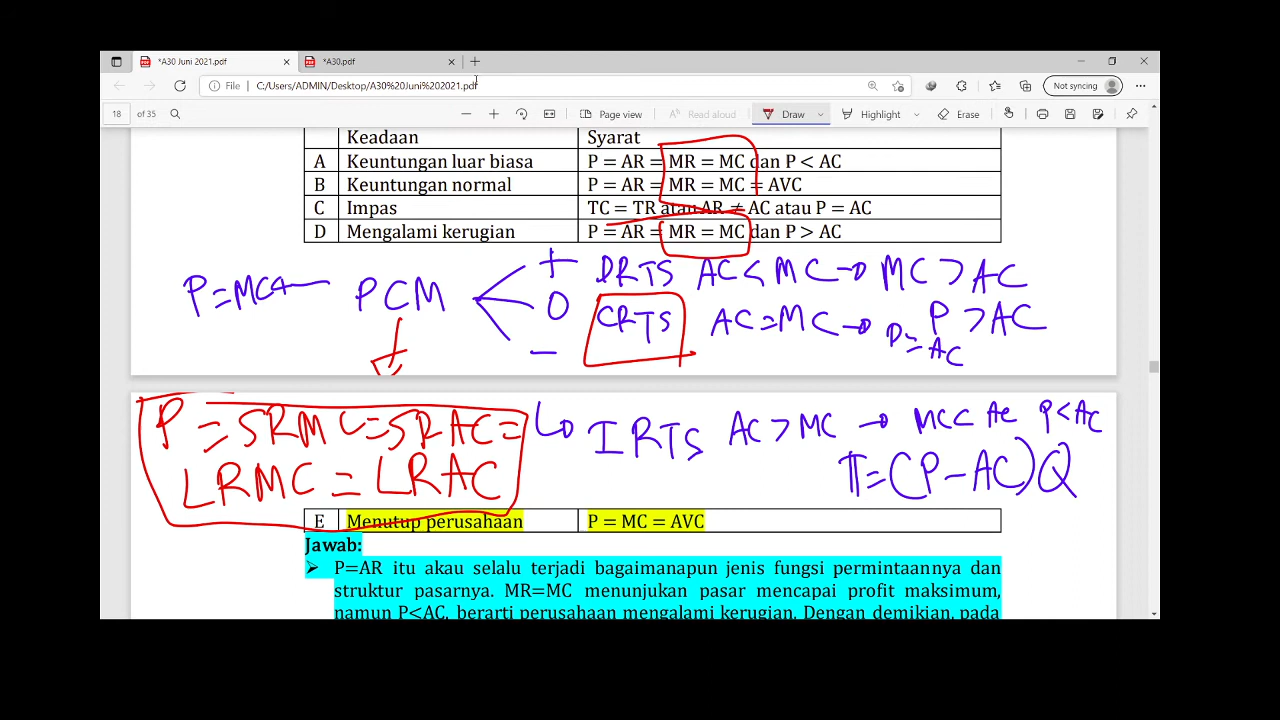 *A30 Juni 2021.pdf
*A30.pdf
File
C:/Users/ADMIN/Desktop/A30%20Juni%202021.pdf
Not syncing
18 of 35
Page view
Read aloud
Draw
Highlight
Erase
Keadaan Syarat
A Keuntungan luar biasa P = AR = MR = MC dan P < AC
B Keuntungan normal P = AR = MR = MC = AVC
C Impas TC = TR atau AR ≠ AC atau P = AC
D Mengalami kerugian P = AR = MR = MC dan P > AC
+ DRTS AC < MC → MC > AC
P=MC ← PCM 0 CRTS AC=MC → P > AC
P = AC
−
P = SRMC = SRAC =
LRMC = LRAC
↳ IRTS AC > MC → MC < AC P < AC
π = (P − AC) Q
E Menutup perusahaan P = MC = AVC
Jawab:
➢ P=AR itu akau selalu terjadi bagaimanapun jenis fungsi permintaannya dan
struktur pasarnya. MR=MC menunjukan pasar mencapai profit maksimum,
namun P<AC, berarti perusahaan mengalami kerugian. Dengan demikian, pada